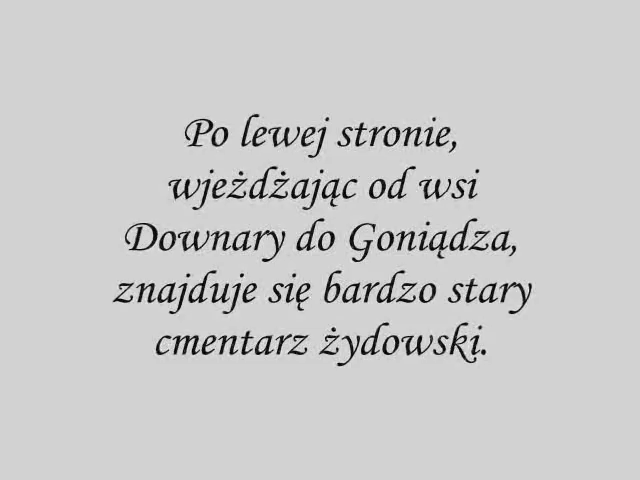 Po lewej stronie,
wjeżdżając od wsi
Downary do Goniądza,
znajduje się bardzo stary
cmentarz żydowski.